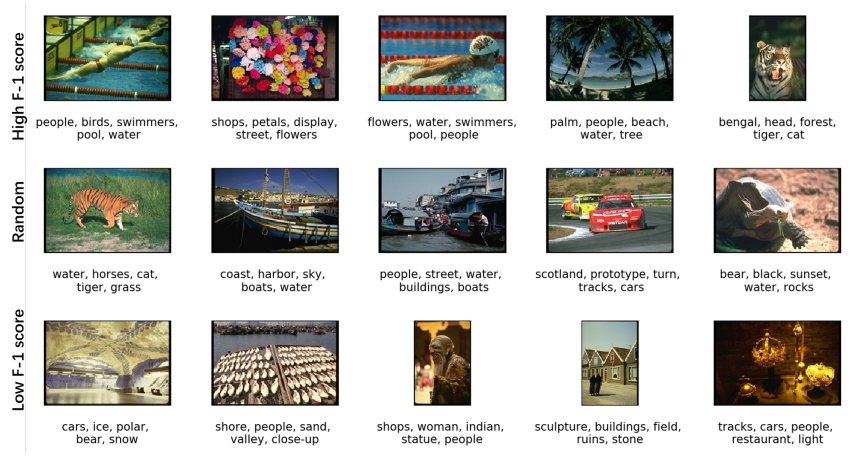 High F-1 score
people, birds, swimmers,
pool, water
shops, petals, display,
street, flowers
flowers, water, swimmers,
pool, people
palm, people, beach,
water, tree
bengal, head, forest,
tiger, cat
Random
water, horses, cat,
tiger, grass
coast, harbor, sky,
boats, water
people, street, water,
buildings, boats
scotland, prototype, turn,
tracks, cars
bear, black, sunset,
water, rocks
Low F-1 score
cars, ice, polar,
bear, snow
shore, people, sand,
valley, close-up
shops, woman, indian,
statue, people
sculpture, buildings, field,
ruins, stone
tracks, cars, people,
restaurant, light